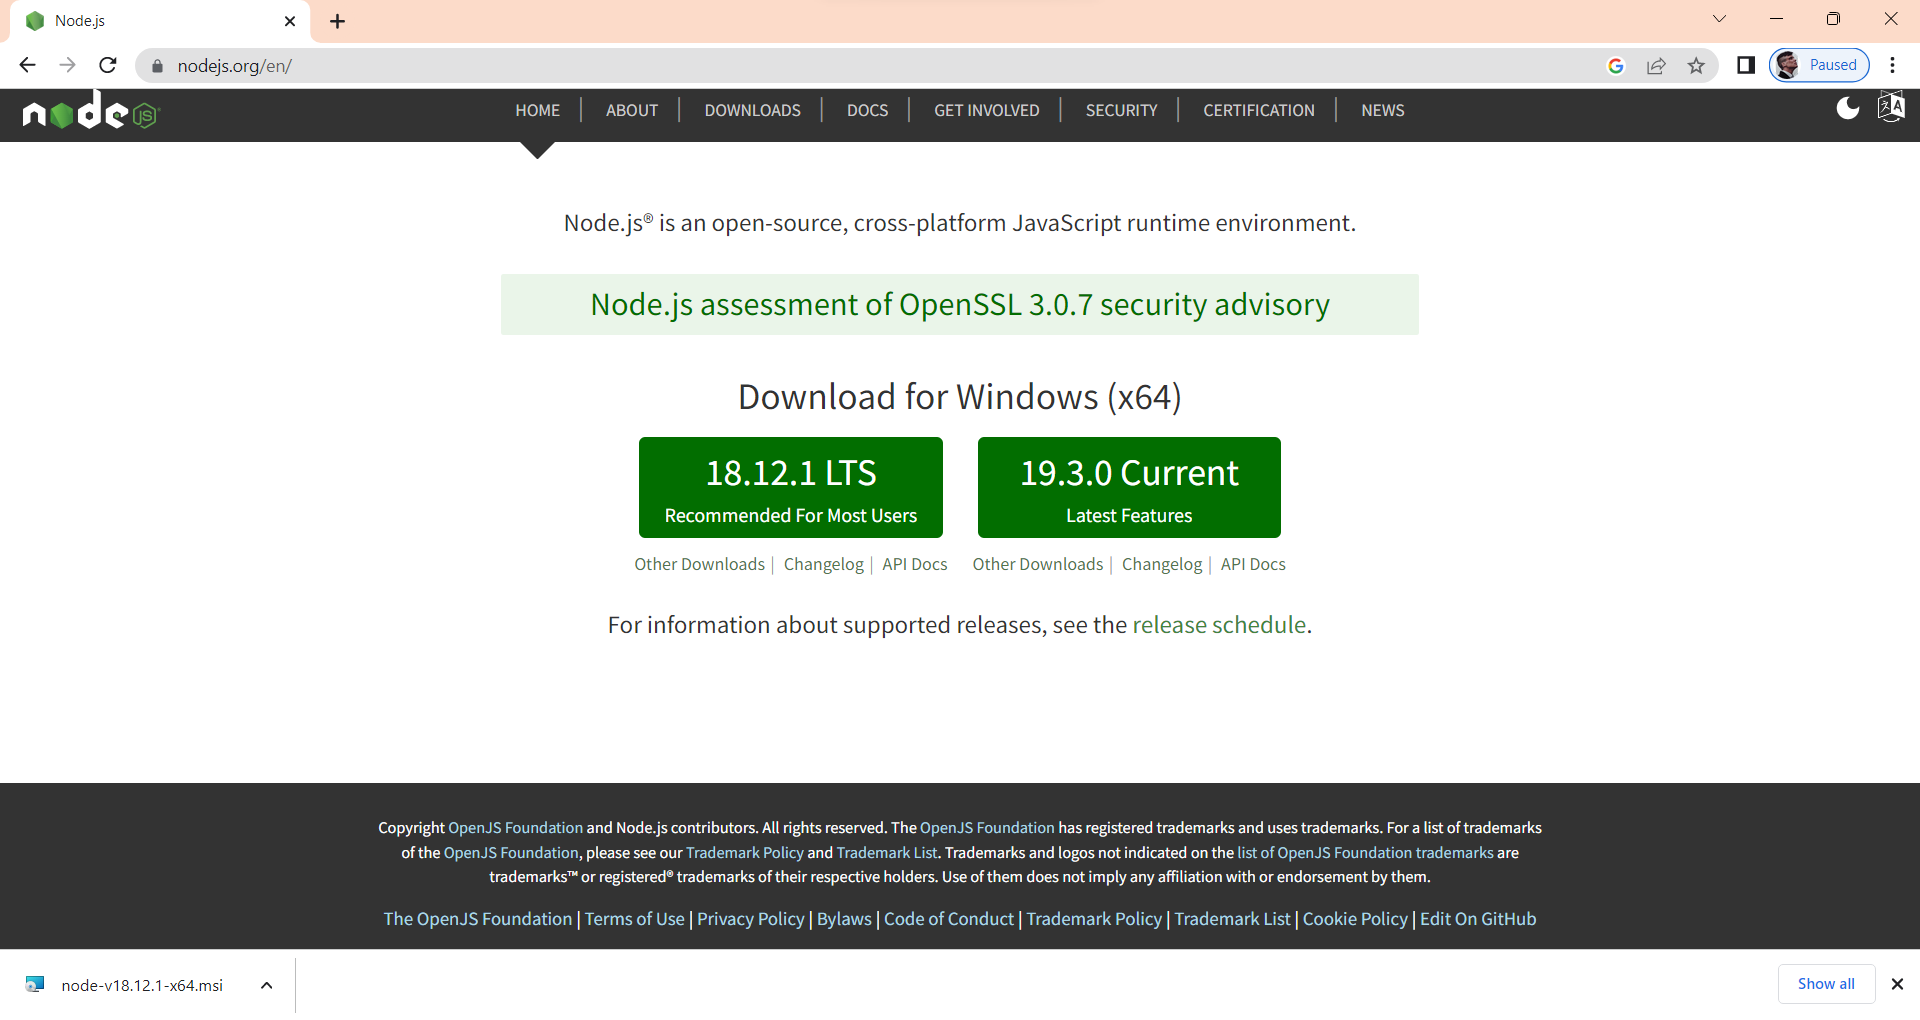 Node.js
nodejs.org/en/
Paused
node JS
HOME | ABOUT | DOWNLOADS | DOCS | GET INVOLVED | SECURITY | CERTIFICATION | NEWS
Node.js® is an open-source, cross-platform JavaScript runtime environment.
Node.js assessment of OpenSSL 3.0.7 security advisory
Download for Windows (x64)
18.12.1 LTS
Recommended For Most Users
19.3.0 Current
Latest Features
Other Downloads | Changelog | API Docs
Other Downloads | Changelog | API Docs
For information about supported releases, see the release schedule.
Copyright OpenJS Foundation and Node.js contributors. All rights reserved. The OpenJS Foundation has registered trademarks and uses trademarks. For a list of trademarks
of the OpenJS Foundation, please see our Trademark Policy and Trademark List. Trademarks and logos not indicated on the list of OpenJS Foundation trademarks are
trademarks™ or registered® trademarks of their respective holders. Use of them does not imply any affiliation with or endorsement by them.
The OpenJS Foundation | Terms of Use | Privacy Policy | Bylaws | Code of Conduct | Trademark Policy | Trademark List | Cookie Policy | Edit On GitHub
node-v18.12.1-x64.msi
Show all